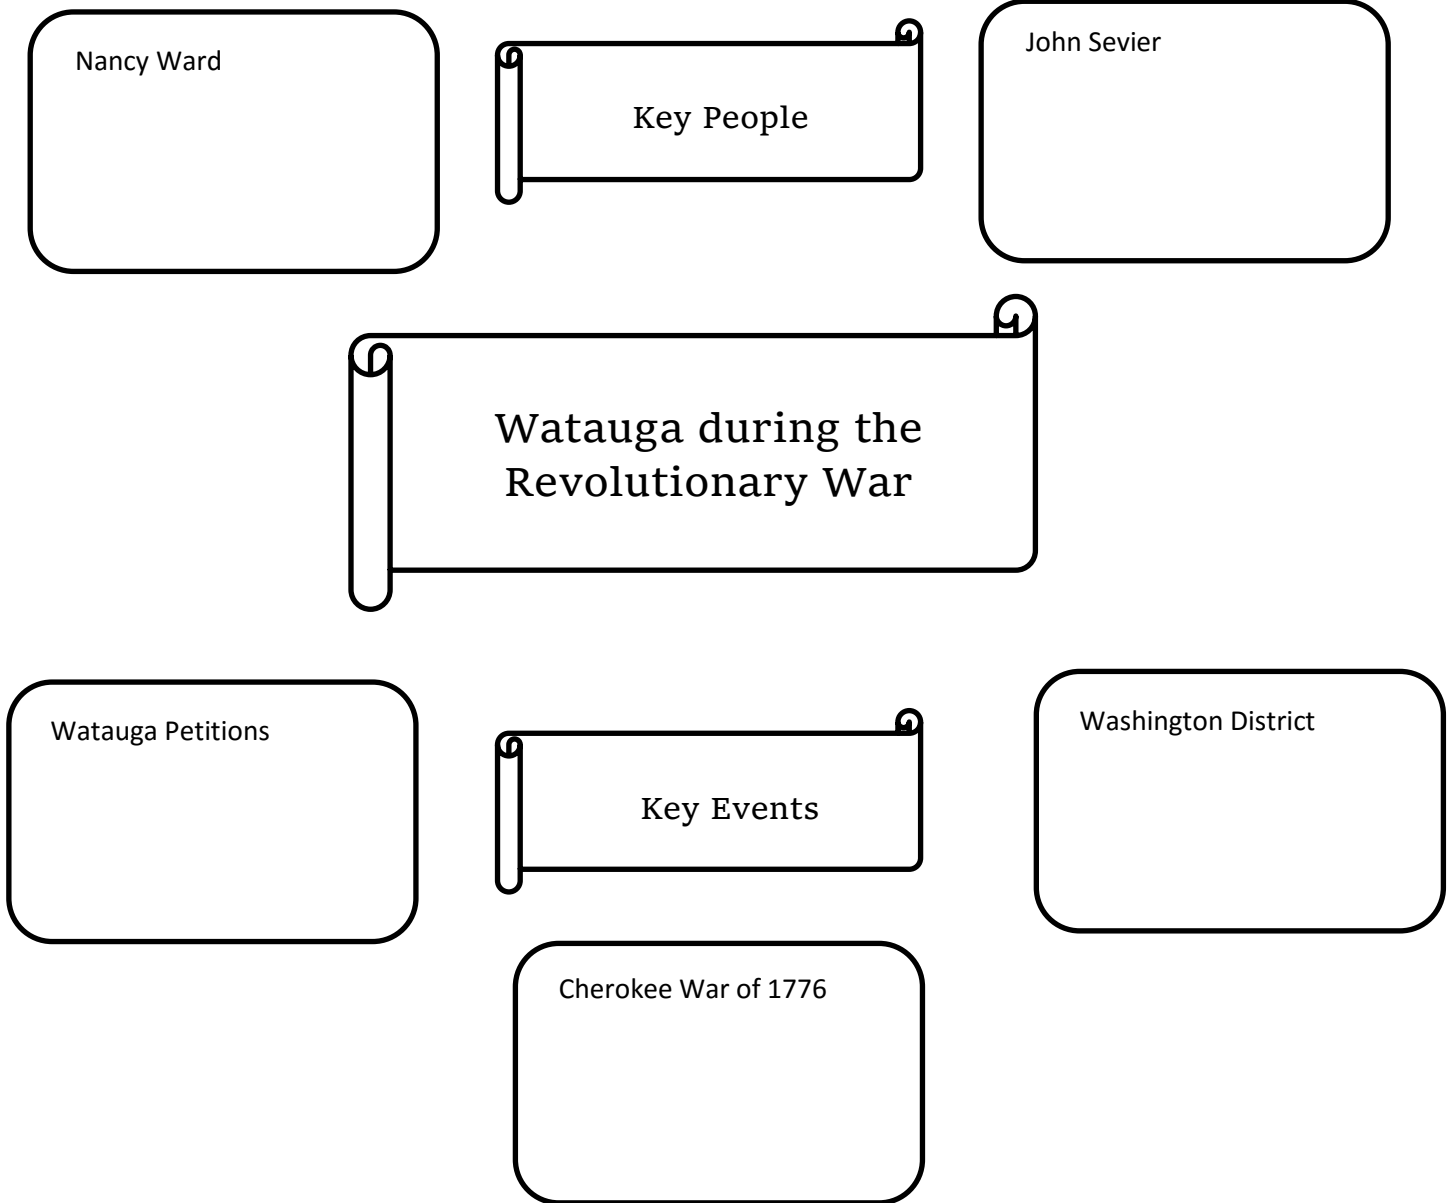 Nancy Ward
Key People
John Sevier
Watauga during the
Revolutionary War
Watauga Petitions
Key Events
Washington District
Cherokee War of 1776